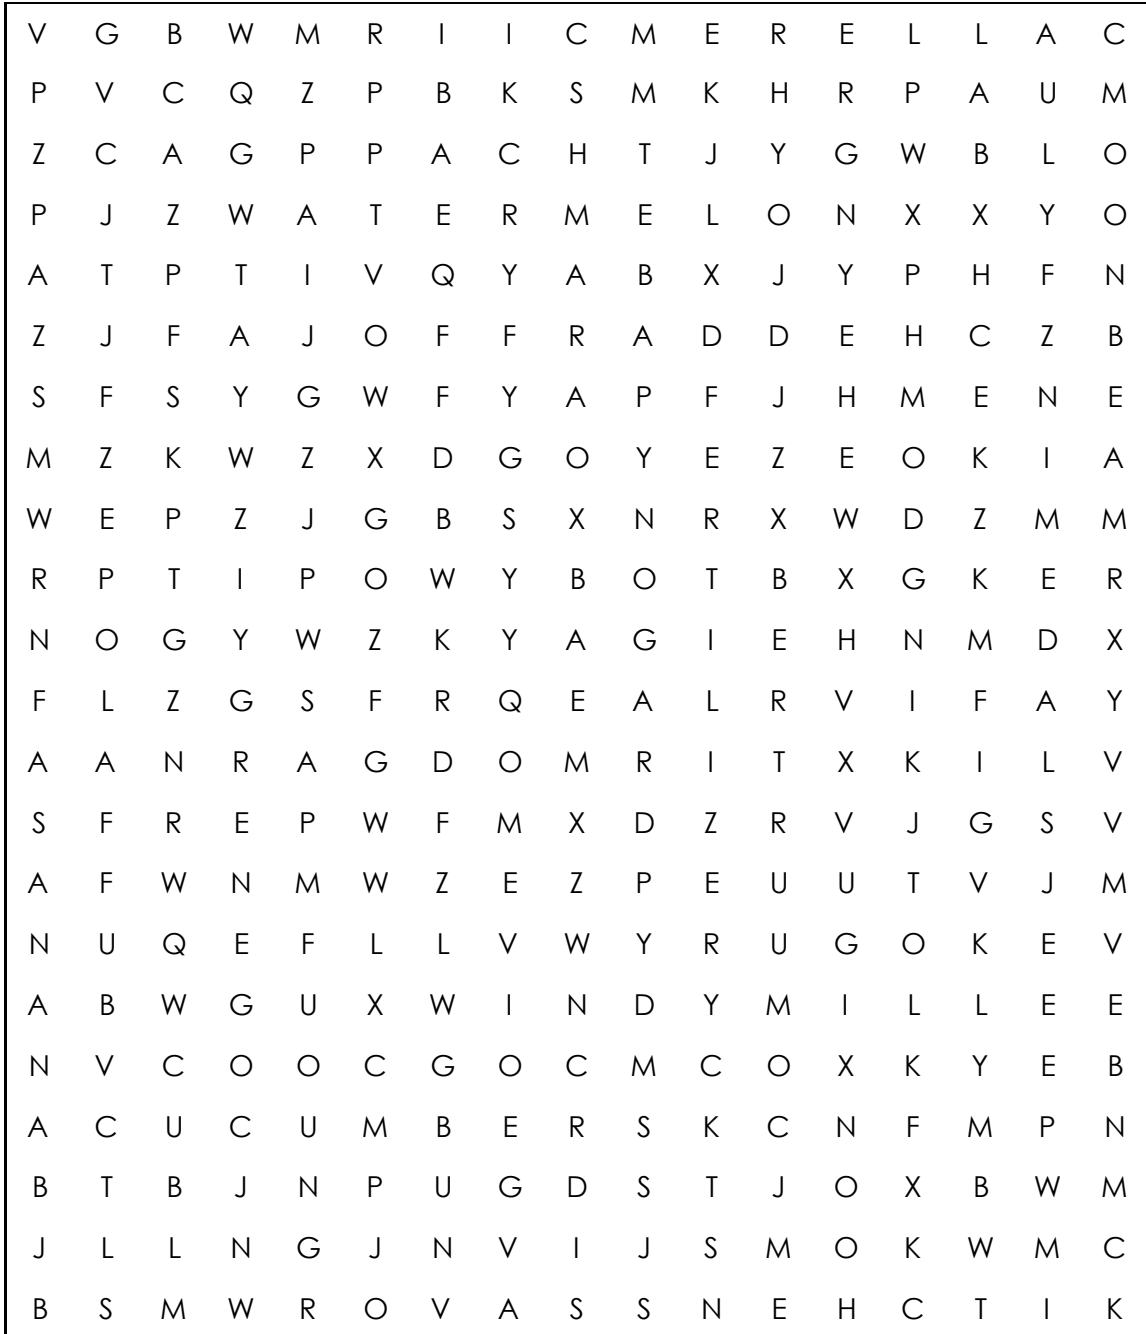 V G B W M R I I C M E R E L L A C
P V C Q Z P B K S M K H R P A U M
Z C A G P P A C H T J Y G W B L O
P J Z W A T E R M E L O N X X Y O
A T P T I V Q Y A B X J Y P H F N
Z J F A J O F F R A D D E H C Z B
S F S Y G W F Y A P F J H M E N E
M Z K W Z X D G O Y E Z E O K I A
W E P Z J G B S X N R X W D Z M M
R P T I P O W Y B O T B X G K E R
N O G Y W Z K Y A G I E H N M D X
F L Z G S F R Q E A L R V I F A Y
A A N R A G D O M R I T X K I L V
S F R E P W F M X D Z R V J G S V
A F W N M W Z E Z P E U U T V J M
N U Q E F L L V W Y R U G O K E V
A B W G U X W I N D Y M I L L E E
N V C O O C G O C M C O X K Y E B
A C U C U M B E R S K C N F M P N
B T B J N P U G D S T J O X B W M
J L L N G J N V I J S M O K W M C
B S M W R O V A S S N E H C T I K